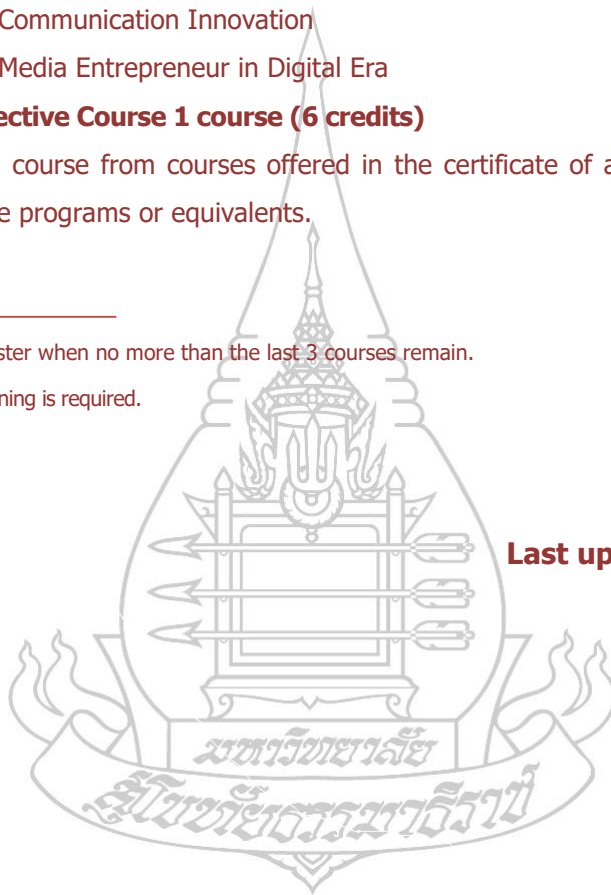 Communication Innovation
Media Entrepreneur in Digital Era
ective Course 1 course (6 credits)
course from courses offered in the certificate of a
e programs or equivalents.
ster when no more than the last 3 courses remain.
ning is required.
Last up
มหาวิทยาลัย
สุโขทัยธรรมาธิราช